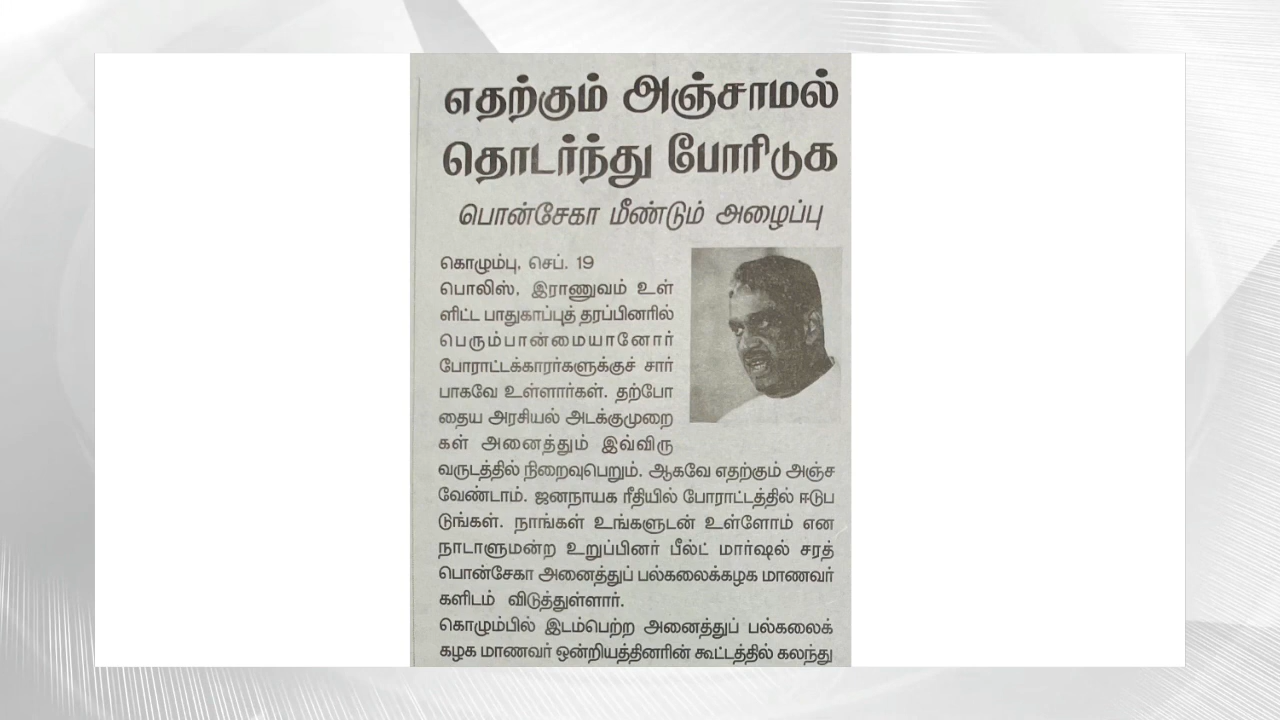 எதற்கும் அஞ்சாமல்
தொடர்ந்து போரிடுக
பொன்சேகா மீண்டும் அழைப்பு
கொழும்பு, செப். 19
பொலிஸ், இராணுவம் உள்
ளிட்ட பாதுகாப்புத் தரப்பினரில்
பெரும்பான்மையானோர்
போராட்டக்காரர்களுக்குச் சார்
பாகவே உள்ளார்கள். தற்போ
தைய அரசியல் அடக்குமுறை
கள் அனைத்தும் இவ்விரு
வருடத்தில் நிறைவுபெறும். ஆகவே எதற்கும் அஞ்ச
வேண்டாம். ஜனநாயக ரீதியில் போராட்டத்தில் ஈடுப
டுங்கள். நாங்கள் உங்களுடன் உள்ளோம் என
நாடாளுமன்ற உறுப்பினர் பீல்ட் மார்ஷல் சரத்
பொன்சேகா அனைத்துப் பல்கலைக்கழக மாணவர்
களிடம் விடுத்துள்ளார்.
கொழும்பில் இடம்பெற்ற அனைத்துப் பல்கலைக்
கழக மாணவர் ஒன்றியத்தினரின் கூட்டத்தில் கலந்து